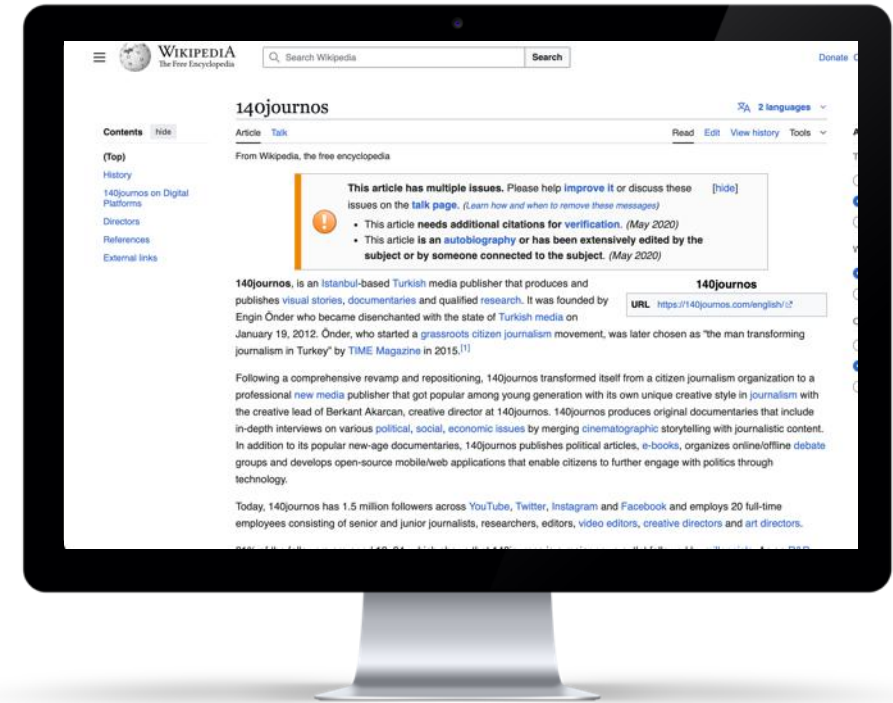 WIKIPEDIA
The Free Encyclopedia
Search Wikipedia
Search
Donate
140journos
2 languages
Contents hide
Article Talk
Read Edit View history Tools
(Top)
From Wikipedia, the free encyclopedia
History
140journos on Digital
Platforms
Directors
References
External links
This article has multiple issues. Please help improve it or discuss these
[hide]
issues on the talk page. (Learn how and when to remove these messages)
• This article needs additional citations for verification. (May 2020)
• This article is an autobiography or has been extensively edited by the
subject or by someone connected to the subject. (May 2020)
140journos, is an Istanbul-based Turkish media publisher that produces and
publishes visual stories, documentaries and qualified research. It was founded by
Engin Önder who became disenchanted with the state of Turkish media on
140journos
URL https://140journos.com/english/
January 19, 2012. Önder, who started a grassroots citizen journalism movement, was later chosen as "the man transforming
journalism in Turkey" by TIME Magazine in 2015.[1]
Following a comprehensive revamp and repositioning, 140journos transformed itself from a citizen journalism organization to a
professional new media publisher that got popular among young generation with its own unique creative style in journalism with
the creative lead of Berkant Akarcan, creative director at 140journos. 140journos produces original documentaries that include
in-depth interviews on various political, social, economic issues by merging cinematographic storytelling with journalistic content.
In addition to its popular new-age documentaries, 140journos publishes political articles, e-books, organizes online/offline debate
groups and develops open-source mobile/web applications that enable citizens to further engage with politics through
technology.
Today, 140journos has 1.5 million followers across YouTube, Twitter, Instagram and Facebook and employs 20 full-time
employees consisting of senior and junior journalists, researchers, editors, video editors, creative directors and art directors.